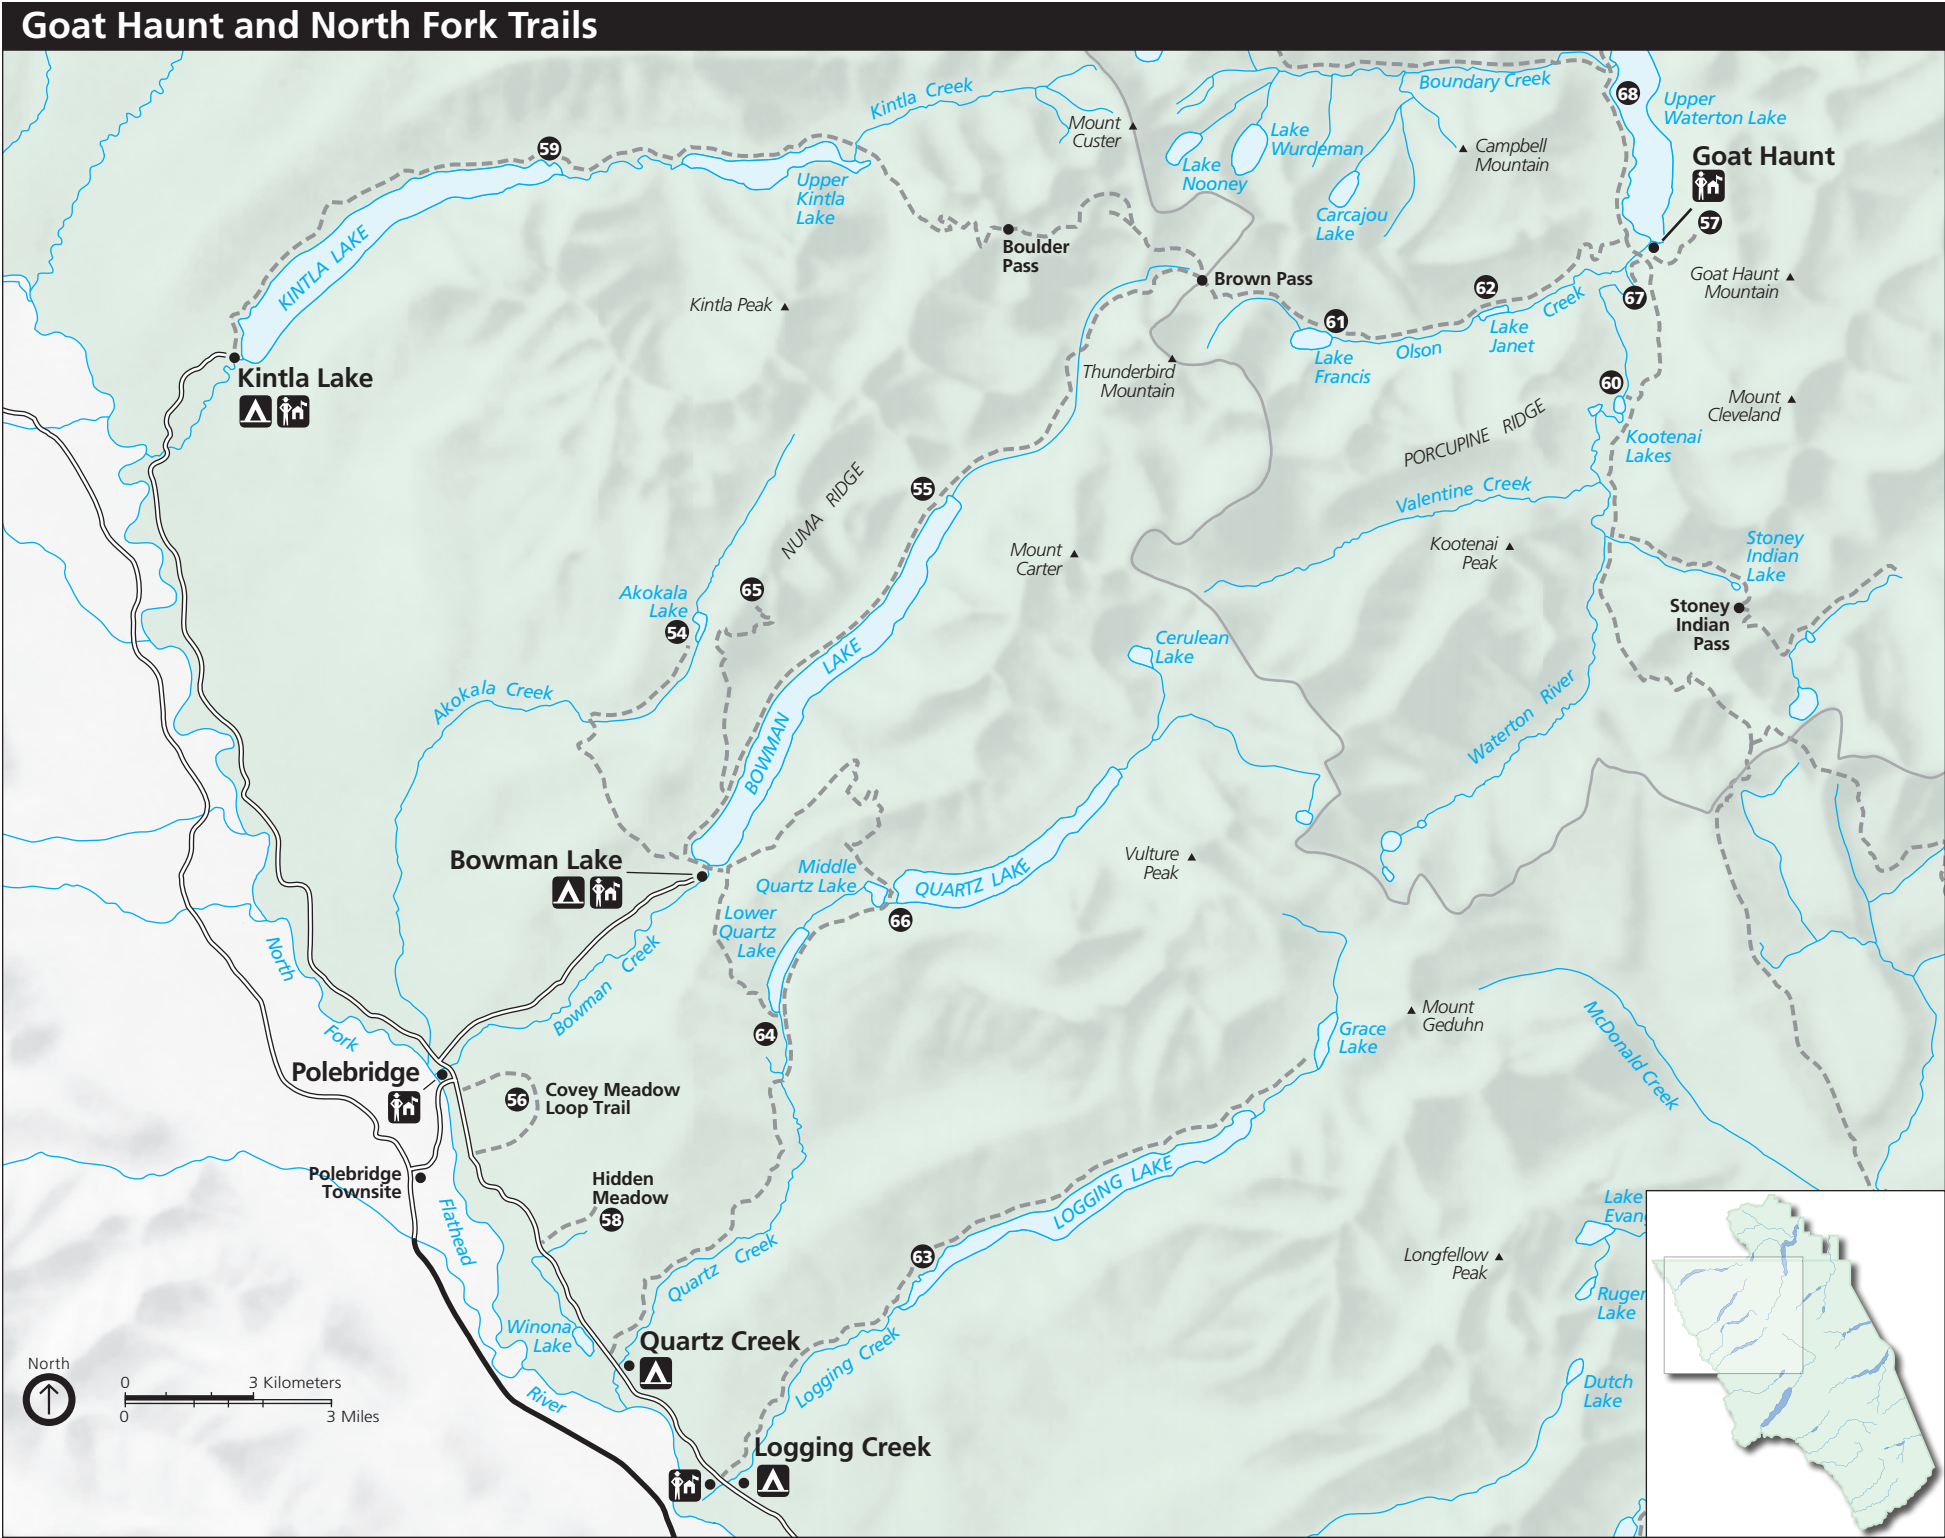 Goat Haunt and North Fork Trails
Kintla Creek
Mount
Custer
Boundary Creek
68
Upper
Waterton Lake
59
Lake
Wurdeman
Lake
Nooney
Campbell
Mountain
Goat Haunt
57
Upper
Kintla
Lake
Carcajou
Lake
KINTLA LAKE
Boulder
Pass
Brown Pass
Goat Haunt
Mountain
Kintla Peak
62
67
61
Lake
Janet
Creek
Olson
Lake
Francis
Thunderbird
Mountain
Kintla Lake
60
Mount
Cleveland
PORCUPINE RIDGE
Kootenai
Lakes
55
NUMA RIDGE
Valentine Creek
Mount
Carter
Kootenai
Peak
Stoney
Indian
Lake
65
Akokala
Lake
54
Stoney
Indian
Pass
Cerulean
Lake
BOWMAN LAKE
Akokala Creek
Waterton River
Bowman Lake
Middle
Quartz Lake
QUARTZ LAKE
Vulture
Peak
66
Lower
Quartz
Lake
Bowman Creek
64
Mount
Geduhn
Grace
Lake
McDonald Creek
North
Fork
Flathead
River
Polebridge
56
Covey Meadow
Loop Trail
Polebridge
Townsite
Hidden
Meadow
58
LOGGING LAKE
63
Quartz Creek
Longfellow
Peak
Lake
Evan
Ruger
Lake
Winona
Lake
Quartz Creek
Logging Creek
Dutch
Lake
Logging Creek
North
0 3 Kilometers
0 3 Miles